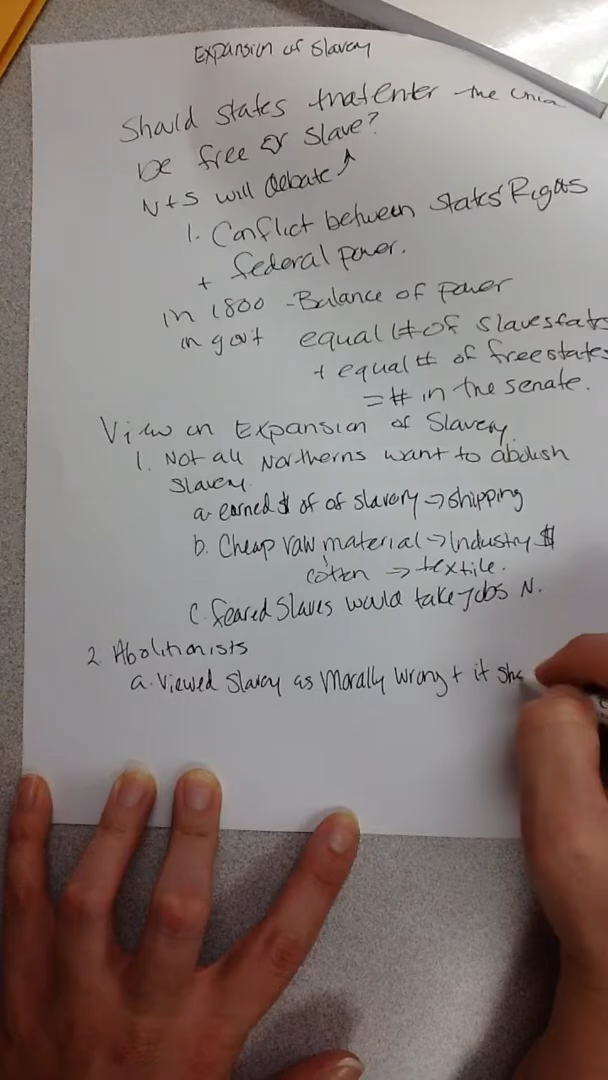 Expansion of Slavery
Should states that enter the Union
be free or slave?
N + S will debate
1. Conflict between States' Rights
+ federal power.
in 1800 - Balance of power
in gov't equal # of slave states
+ equal # of free states
= # in the senate.
View on Expansion of Slavery
1. Not all Northerns want to abolish
Slavery.
a. earned $ of of slavery → shipping
b. Cheap raw material → Industry $
cotton → textile.
c. feared slaves would take jobs N.
2. Abolitionists
a. Viewed slavery as morally wrong + it sho